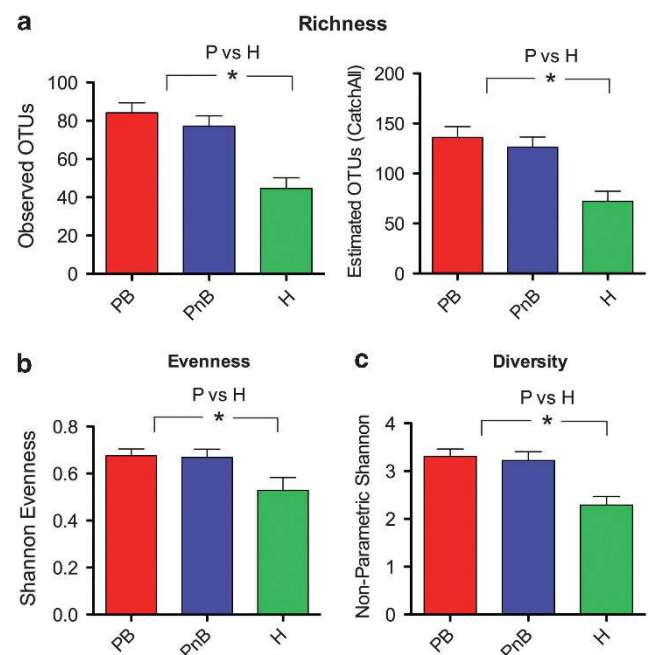 a
Richness
P vs H
*
Observed OTUs
100
80
60
40
20
0
PB
PnB
H
P vs H
*
Estimated OTUs (CatchAll)
200
150
100
50
0
PB
PnB
H
b
Evenness
P vs H
*
Shannon Evenness
0.8
0.6
0.4
0.2
0.0
PB
PnB
H
c
Diversity
P vs H
*
Non-Parametric Shannon
4
3
2
1
0
PB
PnB
H